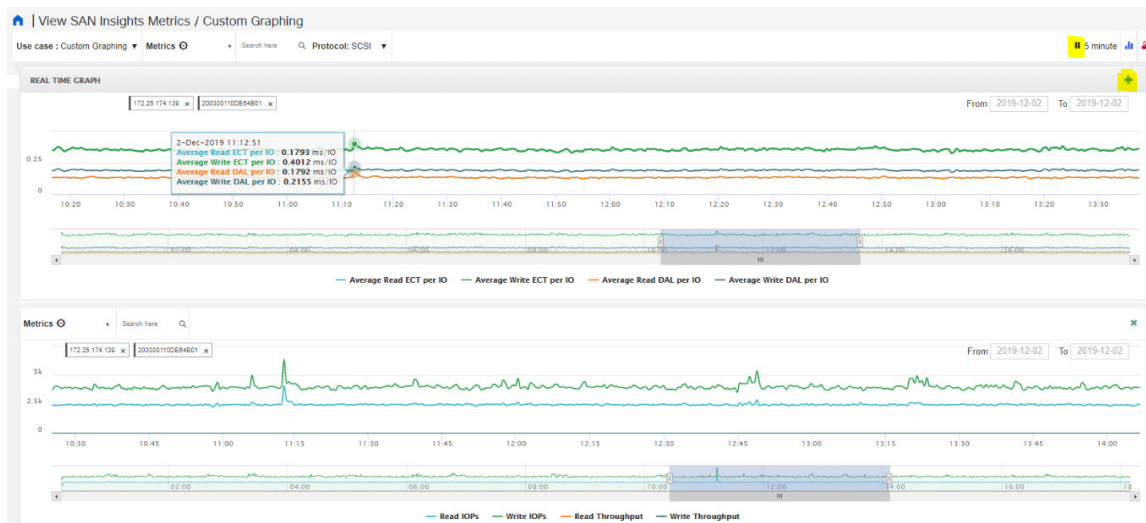 | View SAN Insights Metrics / Custom Graphing
Use case : Custom Graphing ▾ Metrics ▾ Search here Protocol: SCSI ▾ 5 minute
REAL TIME GRAPH
172.25.174.139 x 200300110DE64B01 x From 2019-12-02 To 2019-12-02
2-Dec-2019 11:12:51
Average Read ECT per IO : 0.1793 ms/IO
Average Write ECT per IO : 0.4012 ms/IO
Average Read DAL per IO : 0.1792 ms/IO
Average Write DAL per IO : 0.2155 ms/IO
0.25
0
10:20 10:30 10:40 10:50 11:00 11:10 11:20 11:30 11:40 11:50 12:00 12:10 12:20 12:30 12:40 12:50 13:00 13:10 13:20 13:30
02:00 04:00 06:00 08:00 10:00 12:00 14:00 16:00
Average Read ECT per IO Average Write ECT per IO Average Read DAL per IO Average Write DAL per IO
Metrics ▾ Search here
172.25.174.139 x 200300110DE64B01 x From 2019-12-02 To 2019-12-02
5k
2.5k
0
10:30 10:45 11:00 11:15 11:30 11:45 12:00 12:15 12:30 12:45 13:00 13:15 13:30 13:45 14:00
02:00 04:00 06:00 08:00 10:00 12:00 14:00 16:00 18
Read IOPs Write IOPs Read Throughput Write Throughput